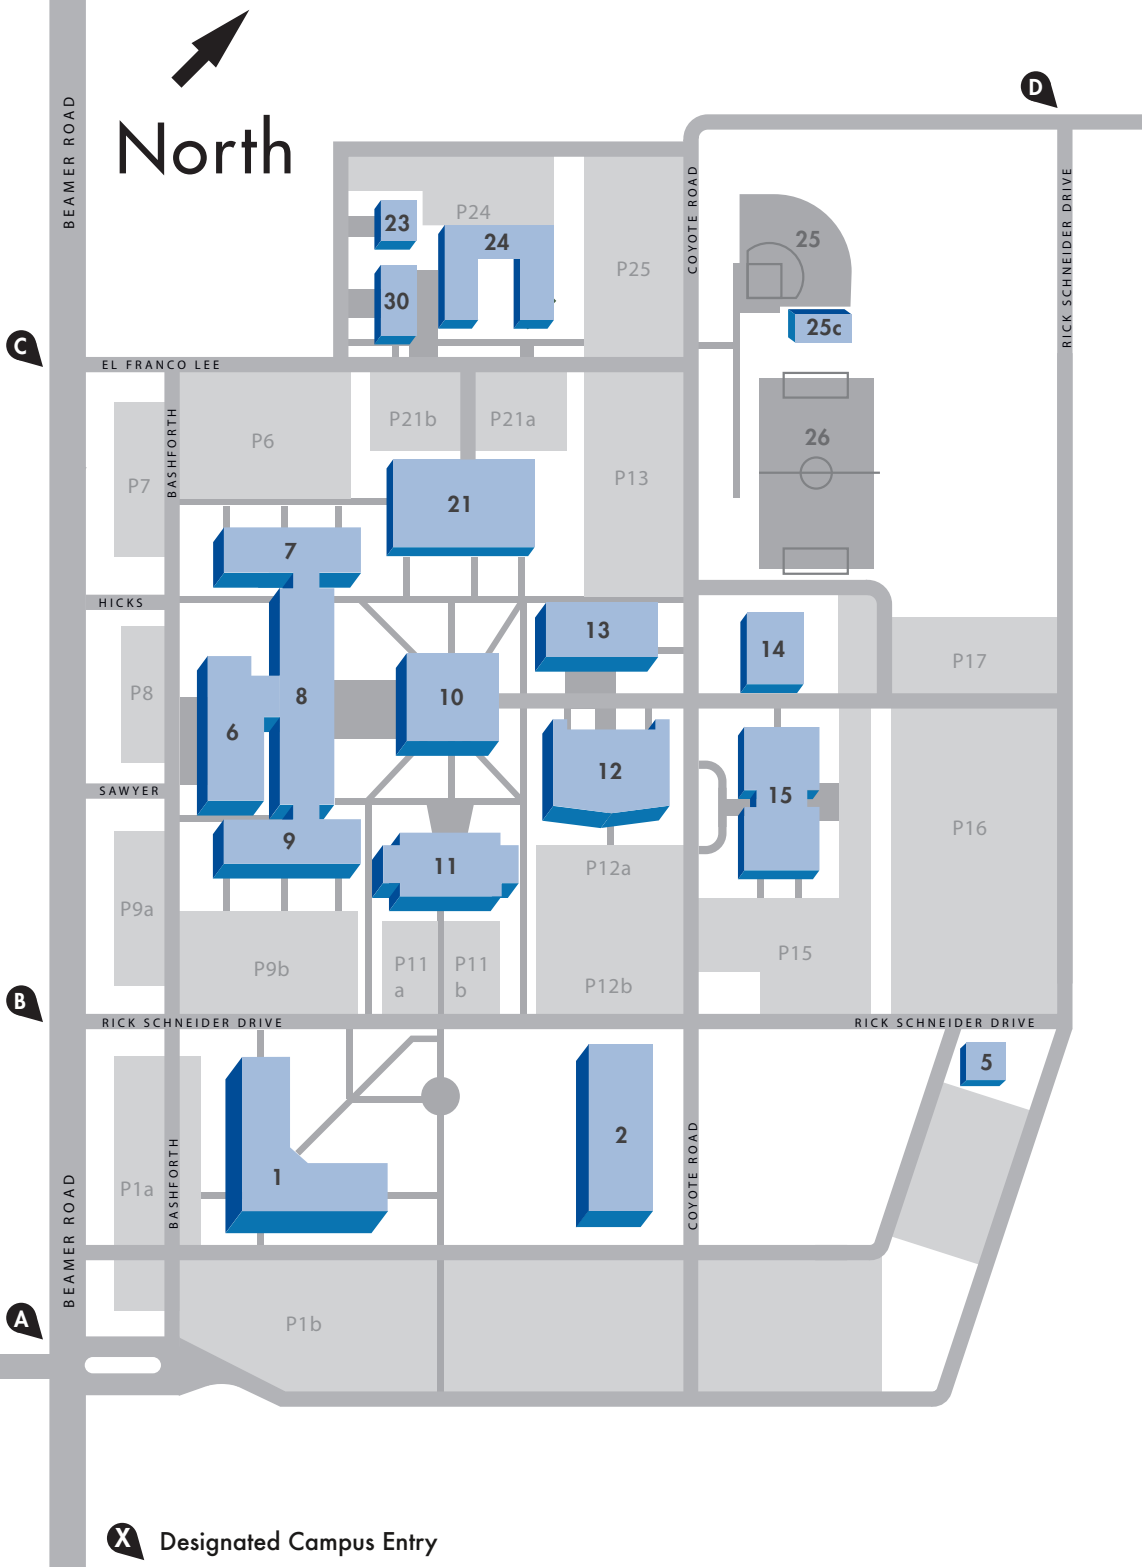 North
D
BEAMER ROAD
COYOTE ROAD
RICK SCHNEIDER DRIVE
23
P24
24
25
P25
30
25c
C
EL FRANCO LEE
BASHFORTH
P21b
P21a
P6
26
P7
P13
21
7
HICKS
13
14
P17
P8
8
10
6
12
SAWYER
15
P16
9
11
P12a
P9a
P9b
P11
a
P11
b
P15
P12b
B
RICK SCHNEIDER DRIVE
RICK SCHNEIDER DRIVE
5
2
1
P1a
BASHFORTH
COYOTE ROAD
BEAMER ROAD
A
P1b
X Designated Campus Entry